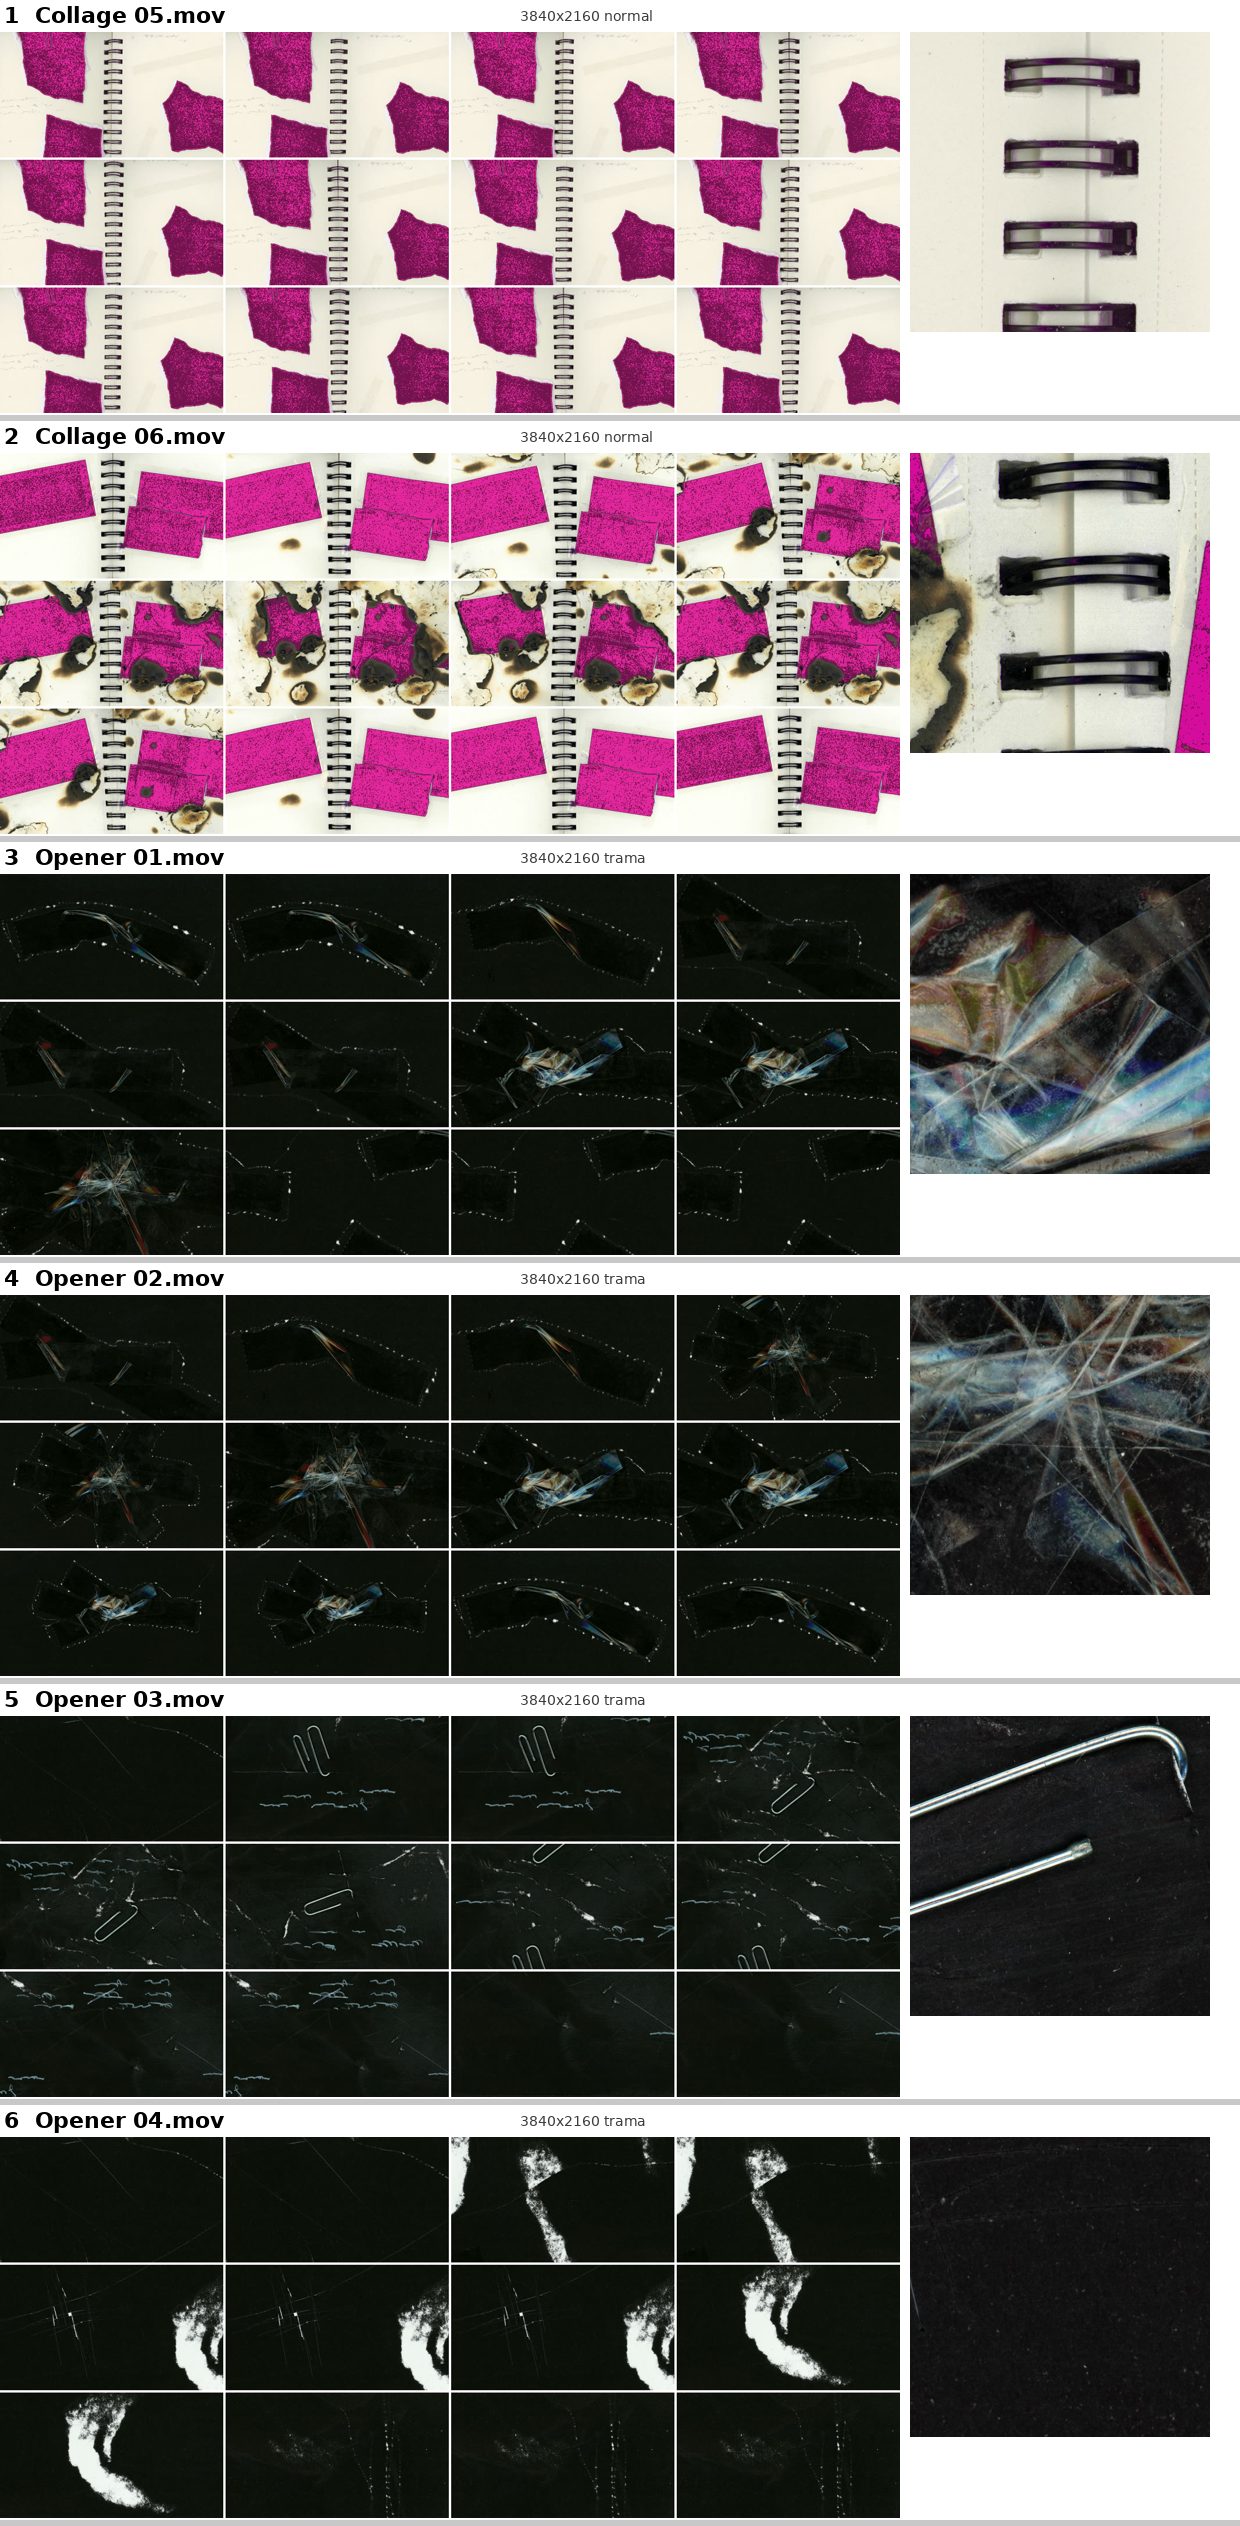 1 Collage 05.mov 3840x2160 normal
2 Collage 06.mov 3840x2160 normal
3 Opener 01.mov 3840x2160 trama
4 Opener 02.mov 3840x2160 trama
5 Opener 03.mov 3840x2160 trama
6 Opener 04.mov 3840x2160 trama